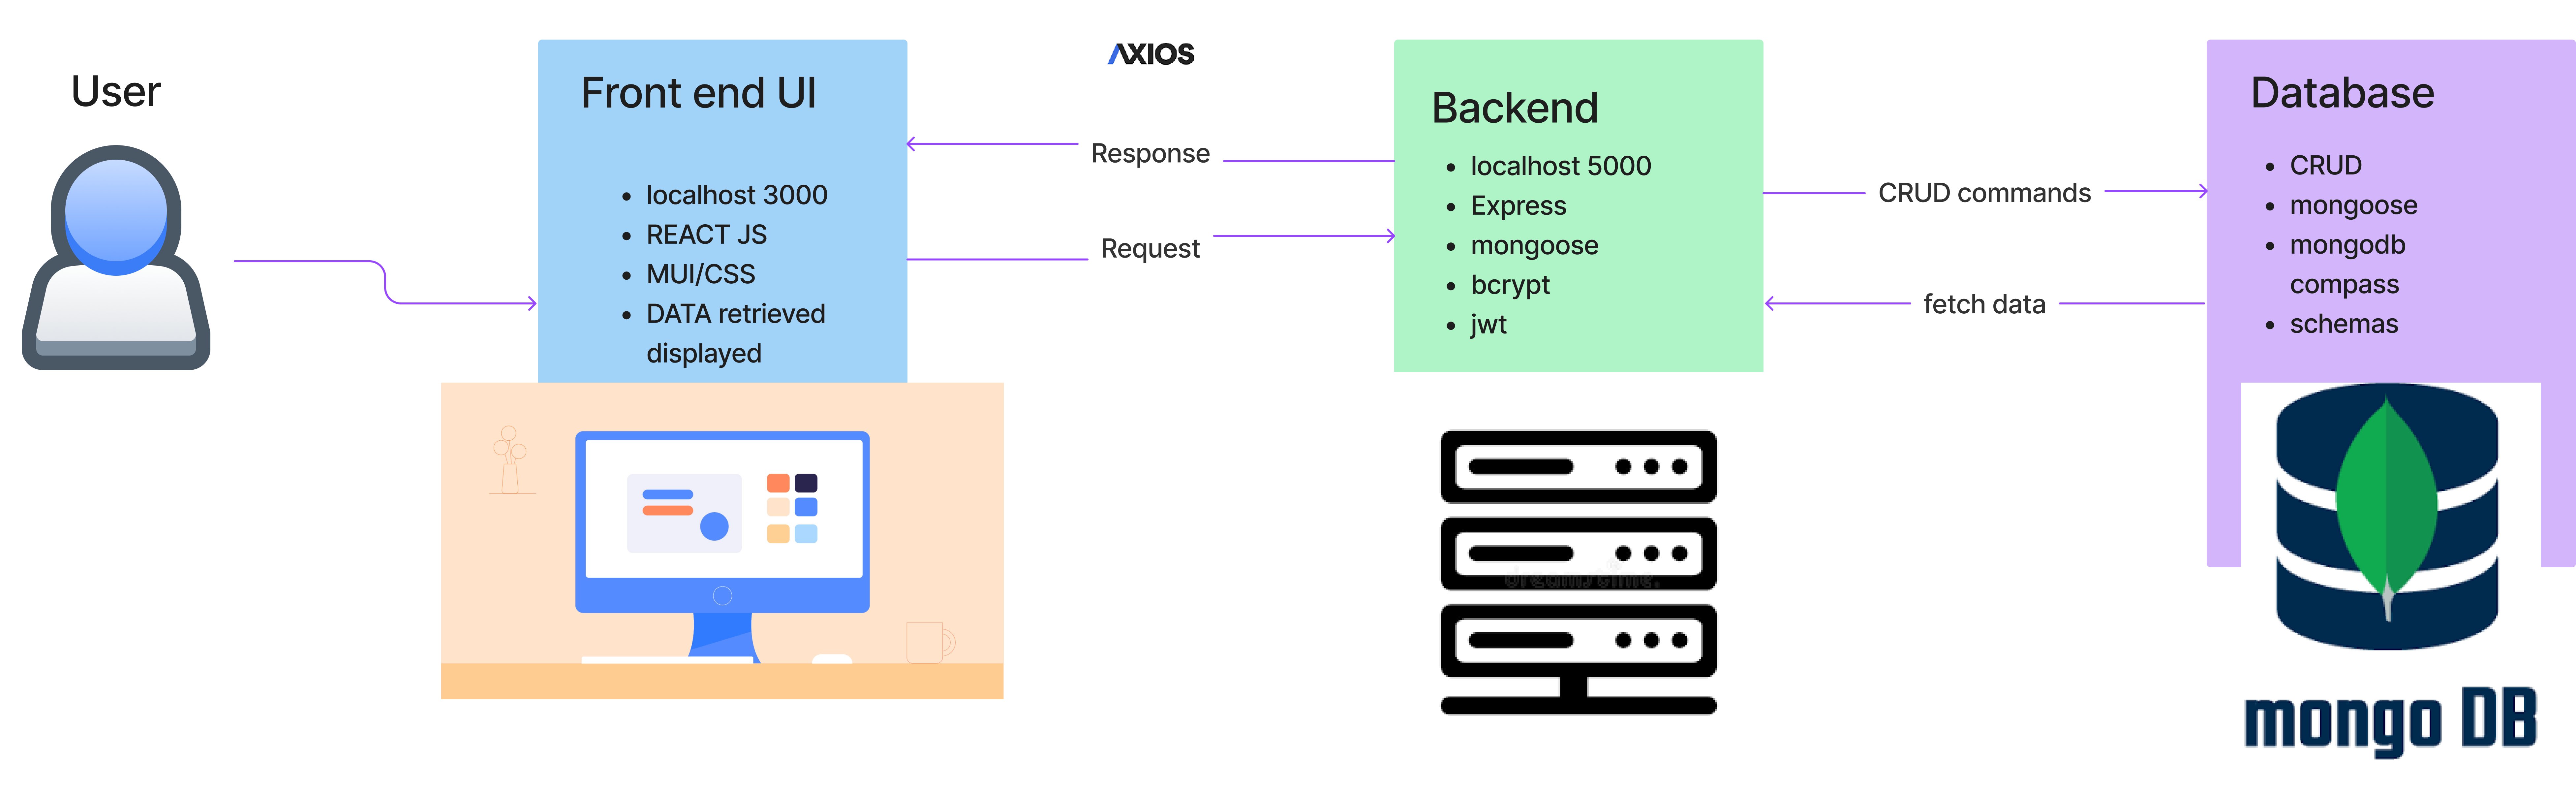 User
Front end UI
localhost 3000
REACT JS
MUI/CSS
DATA retrieved
displayed
AXIOS
Response
Request
Backend
localhost 5000
Express
mongoose
bcrypt
jwt
dreamstime.
CRUD commands
fetch data
Database
CRUD
mongoose
mongodb
compass
schemas
mongo DB